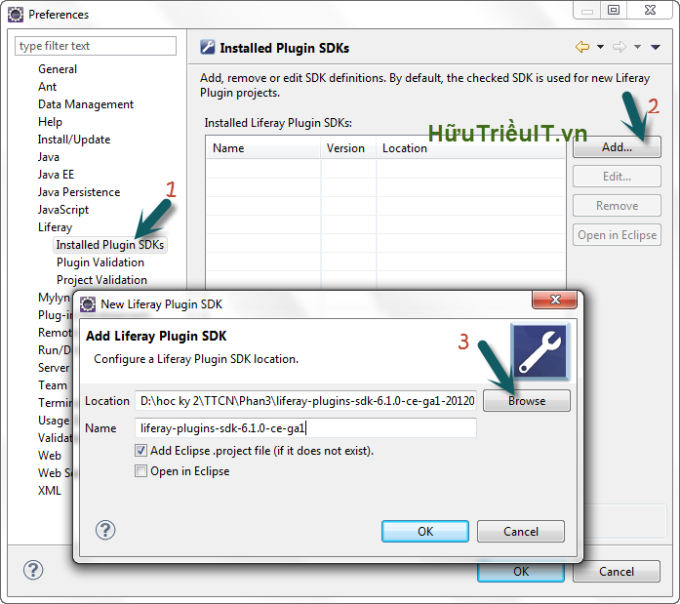 Preferences
type filter text
General
Ant
Data Management
Help
Install/Update
Java
Java EE
Java Persistence
JavaScript
Liferay
Installed Plugin SDKs
Plugin Validation
Project Validation
Mylyn
Plug-in
Remot
Run/D
Server
Team
Termin
Usage
Validat
Web
Web Se
XML
1
Installed Plugin SDKs
Add, remove or edit SDK definitions. By default, the checked SDK is used for new Liferay
Plugin projects.
Installed Liferay Plugin SDKs:
HữuTriềuIT.vn
2
Name Version Location
Add...
Edit...
Remove
Open in Eclipse
New Liferay Plugin SDK
Add Liferay Plugin SDK
Configure a Liferay Plugin SDK location.
3
Location D:\hoc ky 2\TTCN\Phan3\liferay-plugins-sdk-6.1.0-ce-ga1-20120 Browse
Name liferay-plugins-sdk-6.1.0-ce-ga1
Add Eclipse .project file (if it does not exist).
Open in Eclipse
? OK Cancel
? OK Cancel